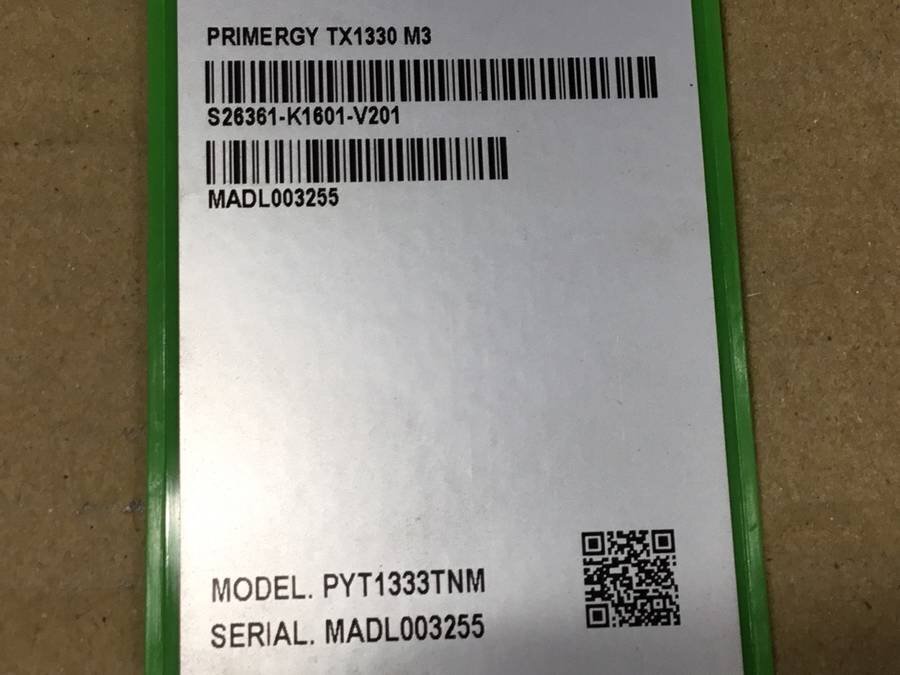 PRIMERGY TX1330 M3
S26361-K1601-V201
MADL003255
MODEL. PYT1333TNM
SERIAL. MADL003255